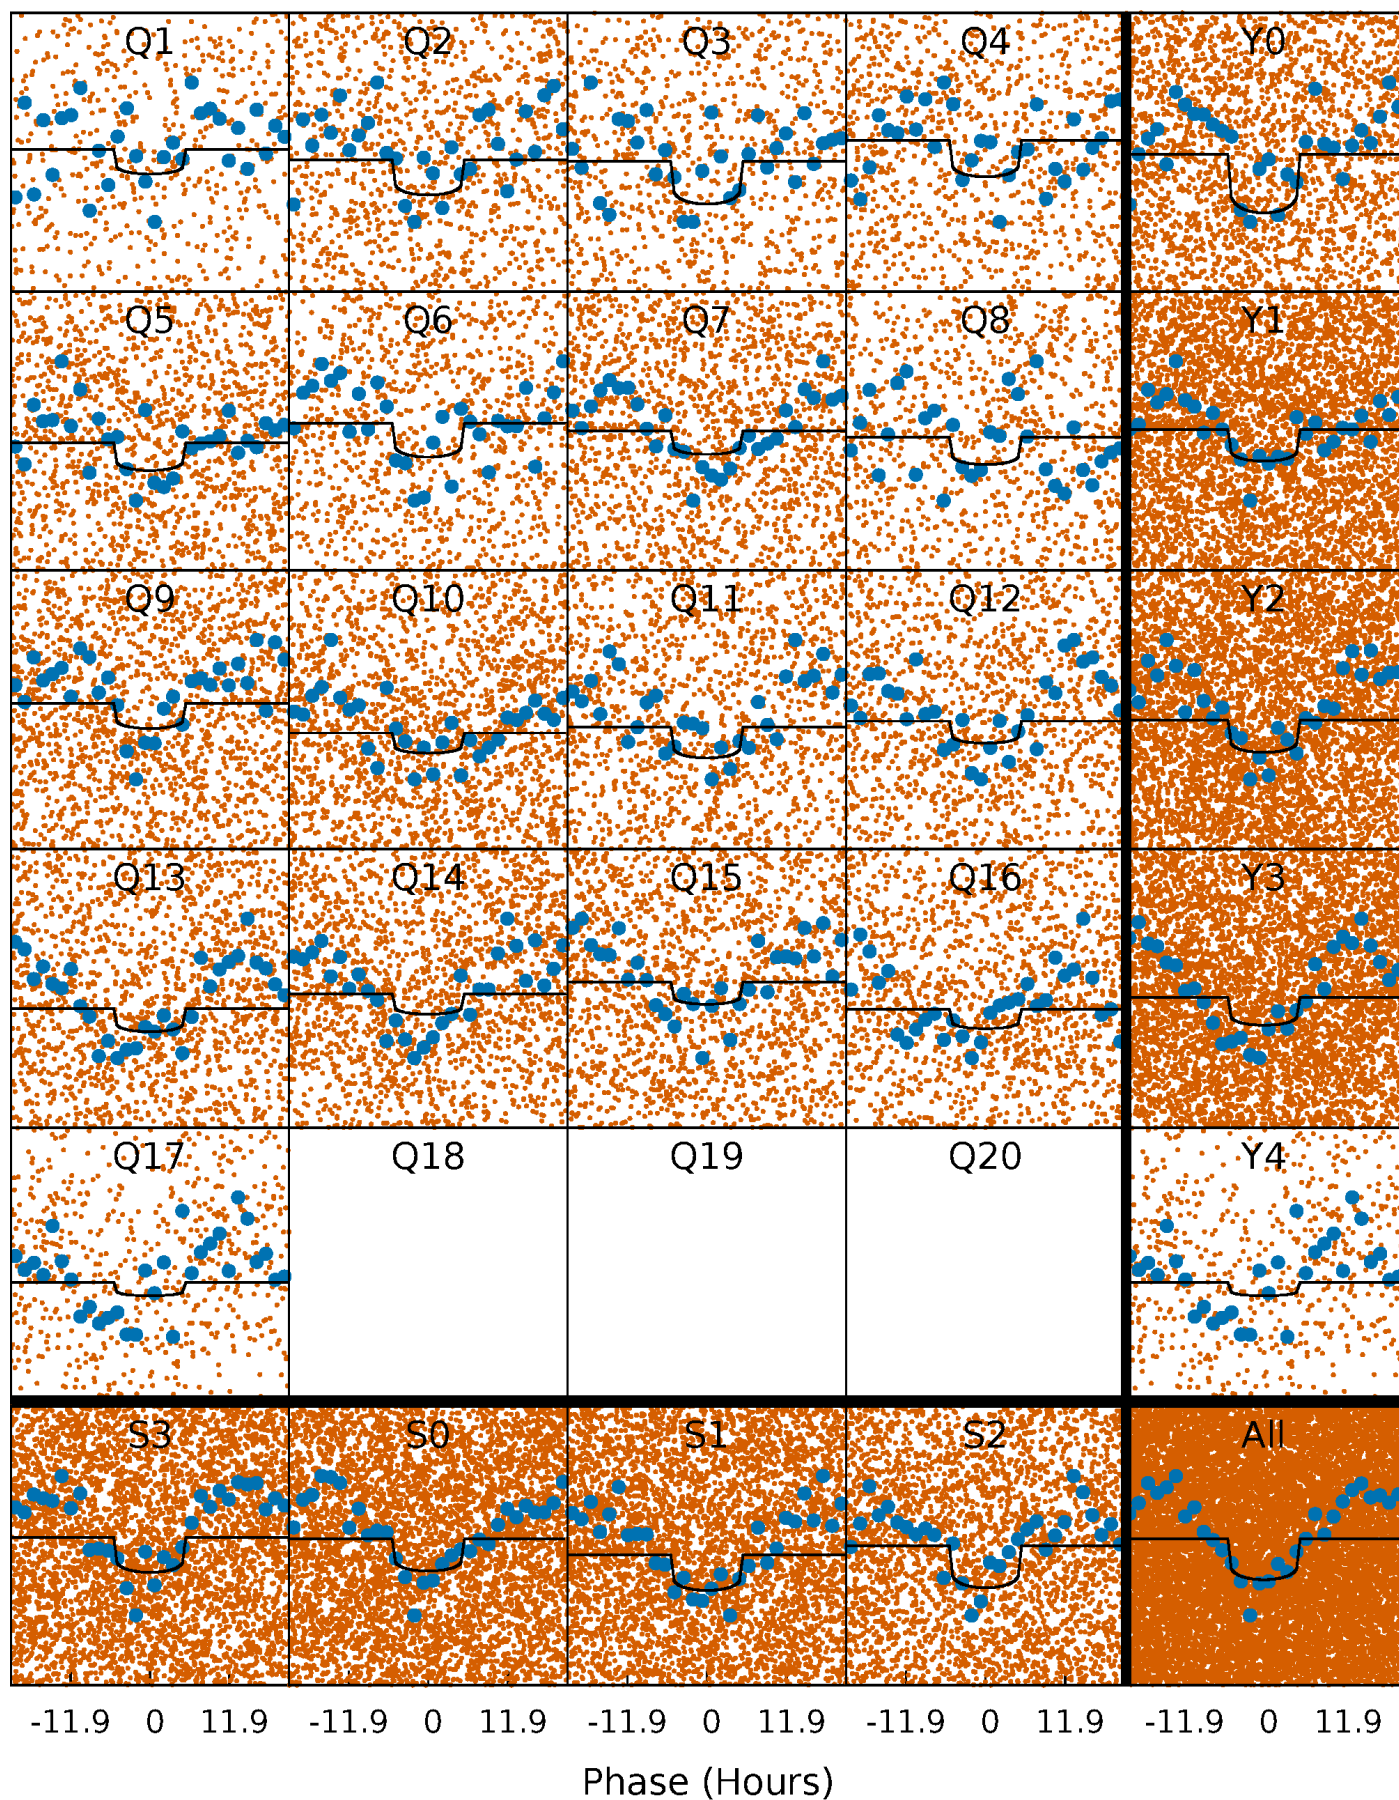 Q1 Q2 Q3 Q4 Y0
Q5 Q6 Q7 Q8 Y1
Q9 Q10 Q11 Q12 Y2
Q13 Q14 Q15 Q16 Y3
Q17 Q18 Q19 Q20 Y4
S3 S0 S1 S2 All
-11.9 0 11.9 -11.9 0 11.9 -11.9 0 11.9 -11.9 0 11.9 -11.9 0 11.9
Phase (Hours)